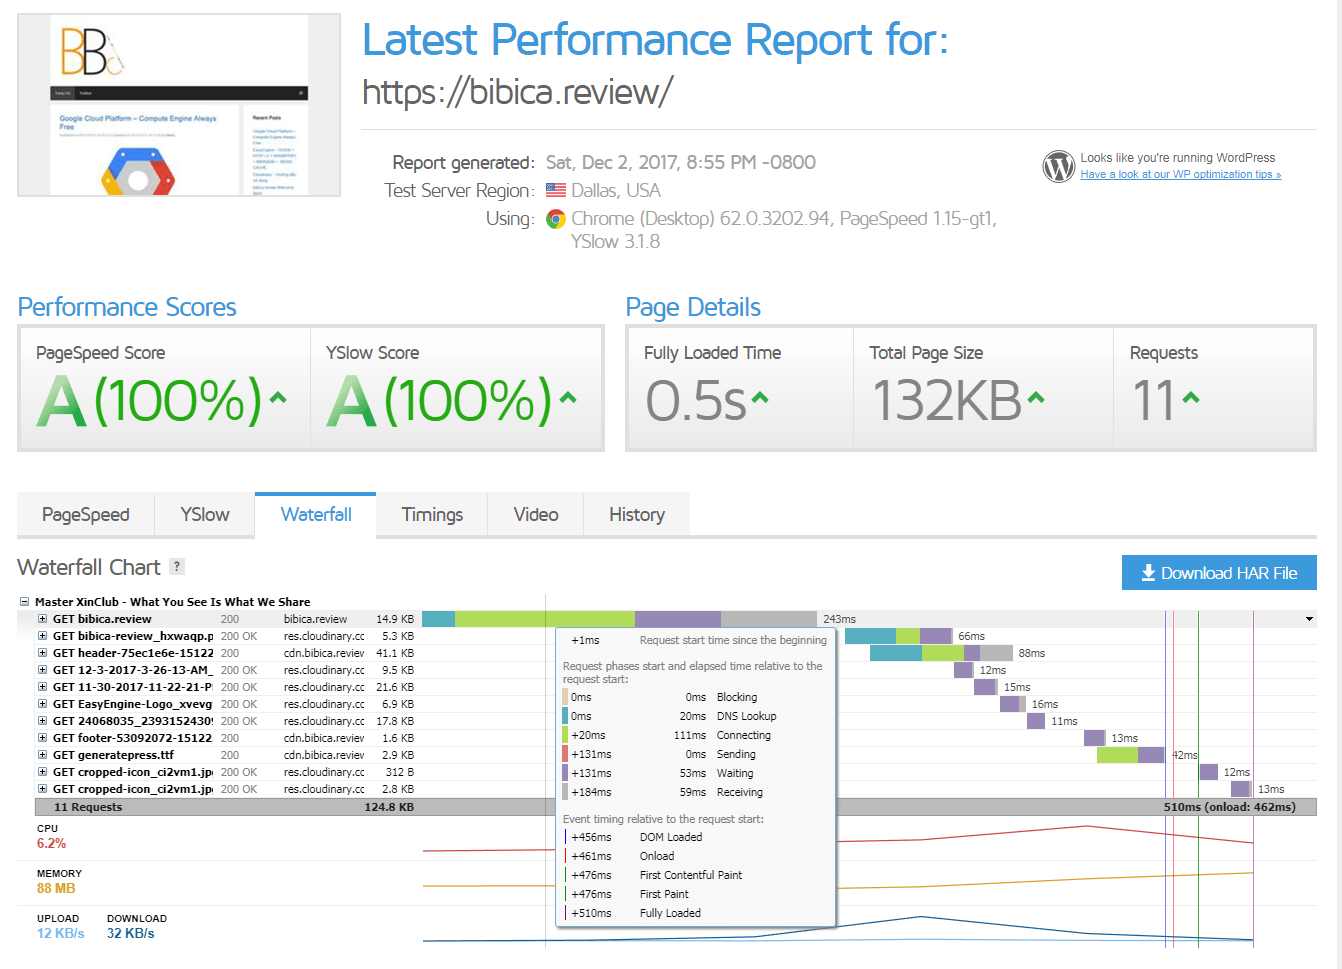 BBc
Latest Performance Report for:
https://bibica.review/
Google Cloud Platform – Compute Engine Always
Free
Recent Posts
Google Cloud Platform –
Compute Engine Always
Free
Report generated: Sat, Dec 2, 2017, 8:55 PM -0800
Test Server Region: Dallas, USA
Using: Chrome (Desktop) 62.0.3202.94, PageSpeed 1.15-gt1,
YSlow 3.1.8
Looks like you're running WordPress
Have a look at our WP optimization tips »
Performance Scores
Page Details
PageSpeed Score
YSlow Score
Fully Loaded Time
Total Page Size
Requests
A (100%)
A (100%)
0.5s
132KB
11
PageSpeed YSlow Waterfall Timings Video History
Waterfall Chart ?
Download HAR File
Master XinClub - What You See Is What We Share
GET bibica.review 200 bibica.review 14.9 KB 243ms
GET bibica-review_hxwaqp.p 200 OK res.cloudinary.cc 5.3 KB 66ms
GET header-75ec1e6e-15122 200 cdn.bibica.review 41.1 KB 88ms
GET 12-3-2017-3-26-13-AM_ 200 OK res.cloudinary.cc 9.5 KB 12ms
GET 11-30-2017-11-22-21-P 200 OK res.cloudinary.cc 21.6 KB 15ms
GET EasyEngine-Logo_xvevg 200 OK res.cloudinary.cc 6.9 KB 16ms
GET 24068035_23931524309 200 OK res.cloudinary.cc 17.8 KB 11ms
GET footer-53092072-15122 200 cdn.bibica.review 1.6 KB 13ms
GET generatepress.ttf 200 cdn.bibica.review 2.9 KB 42ms
GET cropped-icon_ci2vm1.jp 200 OK res.cloudinary.cc 312 B 12ms
GET cropped-icon_ci2vm1.jp 200 OK res.cloudinary.cc 2.8 KB 13ms
11 Requests 124.8 KB 510ms (onload: 462ms)
+1ms Request start time since the beginning
Request phases start and elapsed time relative to the
request start:
0ms 0ms Blocking
0ms 20ms DNS Lookup
+20ms 111ms Connecting
+131ms 0ms Sending
+131ms 53ms Waiting
+184ms 59ms Receiving
Event timing relative to the request start:
+456ms DOM Loaded
+461ms Onload
+476ms First Contentful Paint
+476ms First Paint
+510ms Fully Loaded
CPU
6.2%
MEMORY
88 MB
UPLOAD DOWNLOAD
12 KB/s 32 KB/s